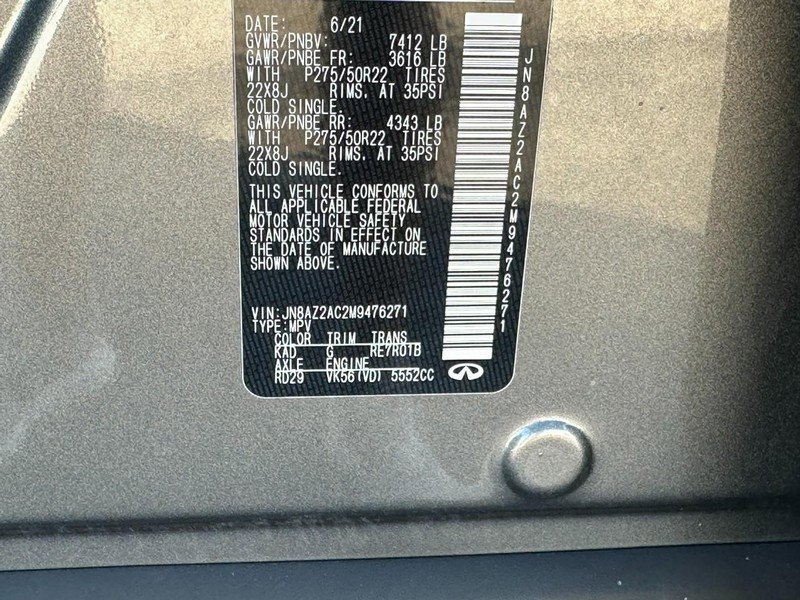 DATE: 6/21
GVWR/PNBV: 7412 LB
GAWR/PNBE FR: 3616 LB
WITH P275/50R22 TIRES
22X8J RIMS, AT 35PSI
COLD SINGLE.
GAWR/PNBE RR: 4343 LB
WITH P275/50R22 TIRES
22X8J RIMS, AT 35PSI
COLD SINGLE.
THIS VEHICLE CONFORMS TO
ALL APPLICABLE FEDERAL
MOTOR VEHICLE SAFETY
STANDARDS IN EFFECT ON
THE DATE OF MANUFACTURE
SHOWN ABOVE.
VIN:JN8AZ2AC2M9476271
TYPE:MPV
COLOR TRIM TRANS
KAD G RE7R01B
AXLE ENGINE
RD29 VK56(VD) 5552CC
JN8AZ2AC2M9476271